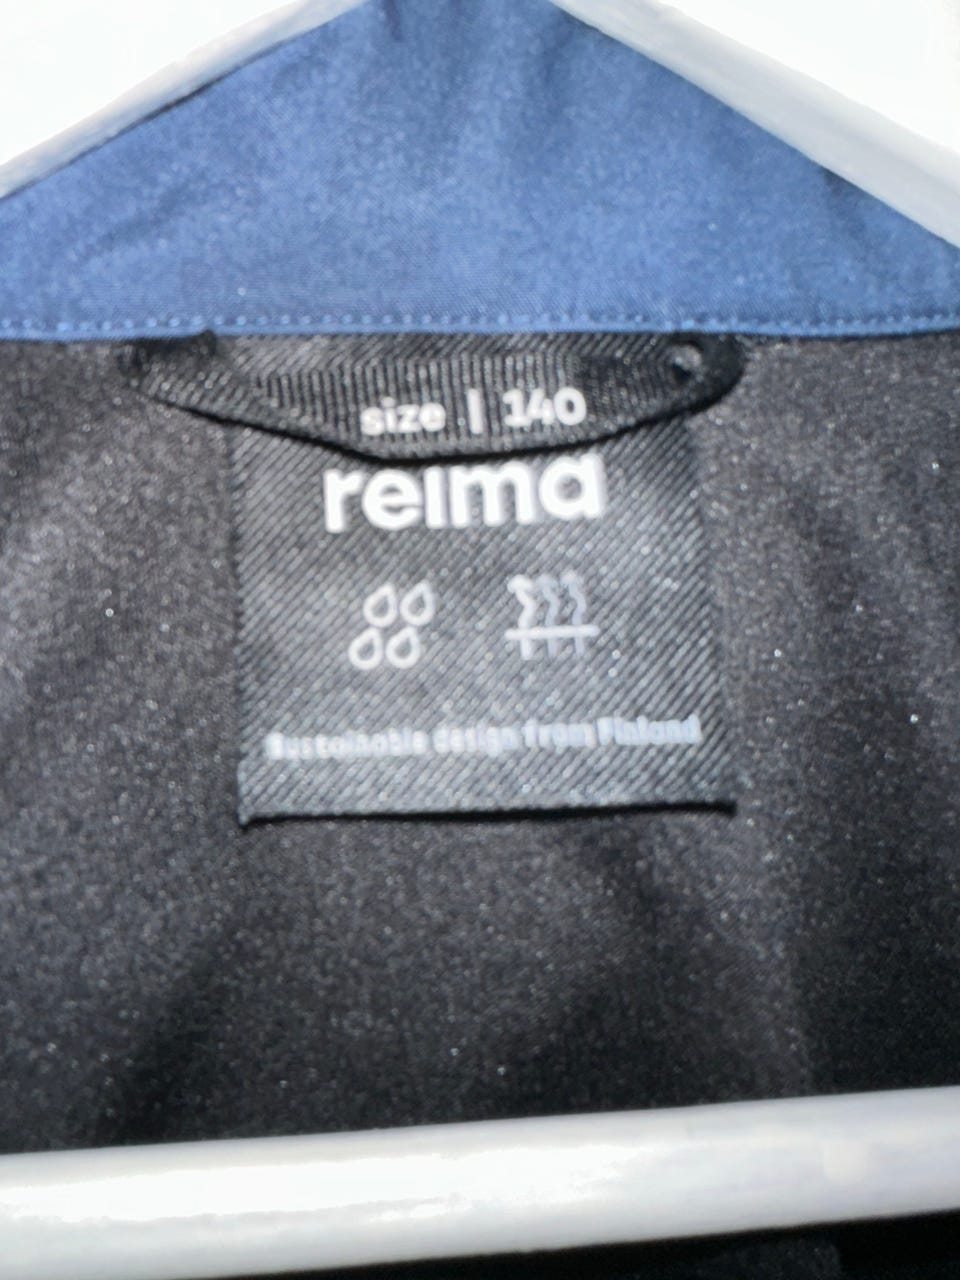 size | 140
reima
Sustainable design from Finland